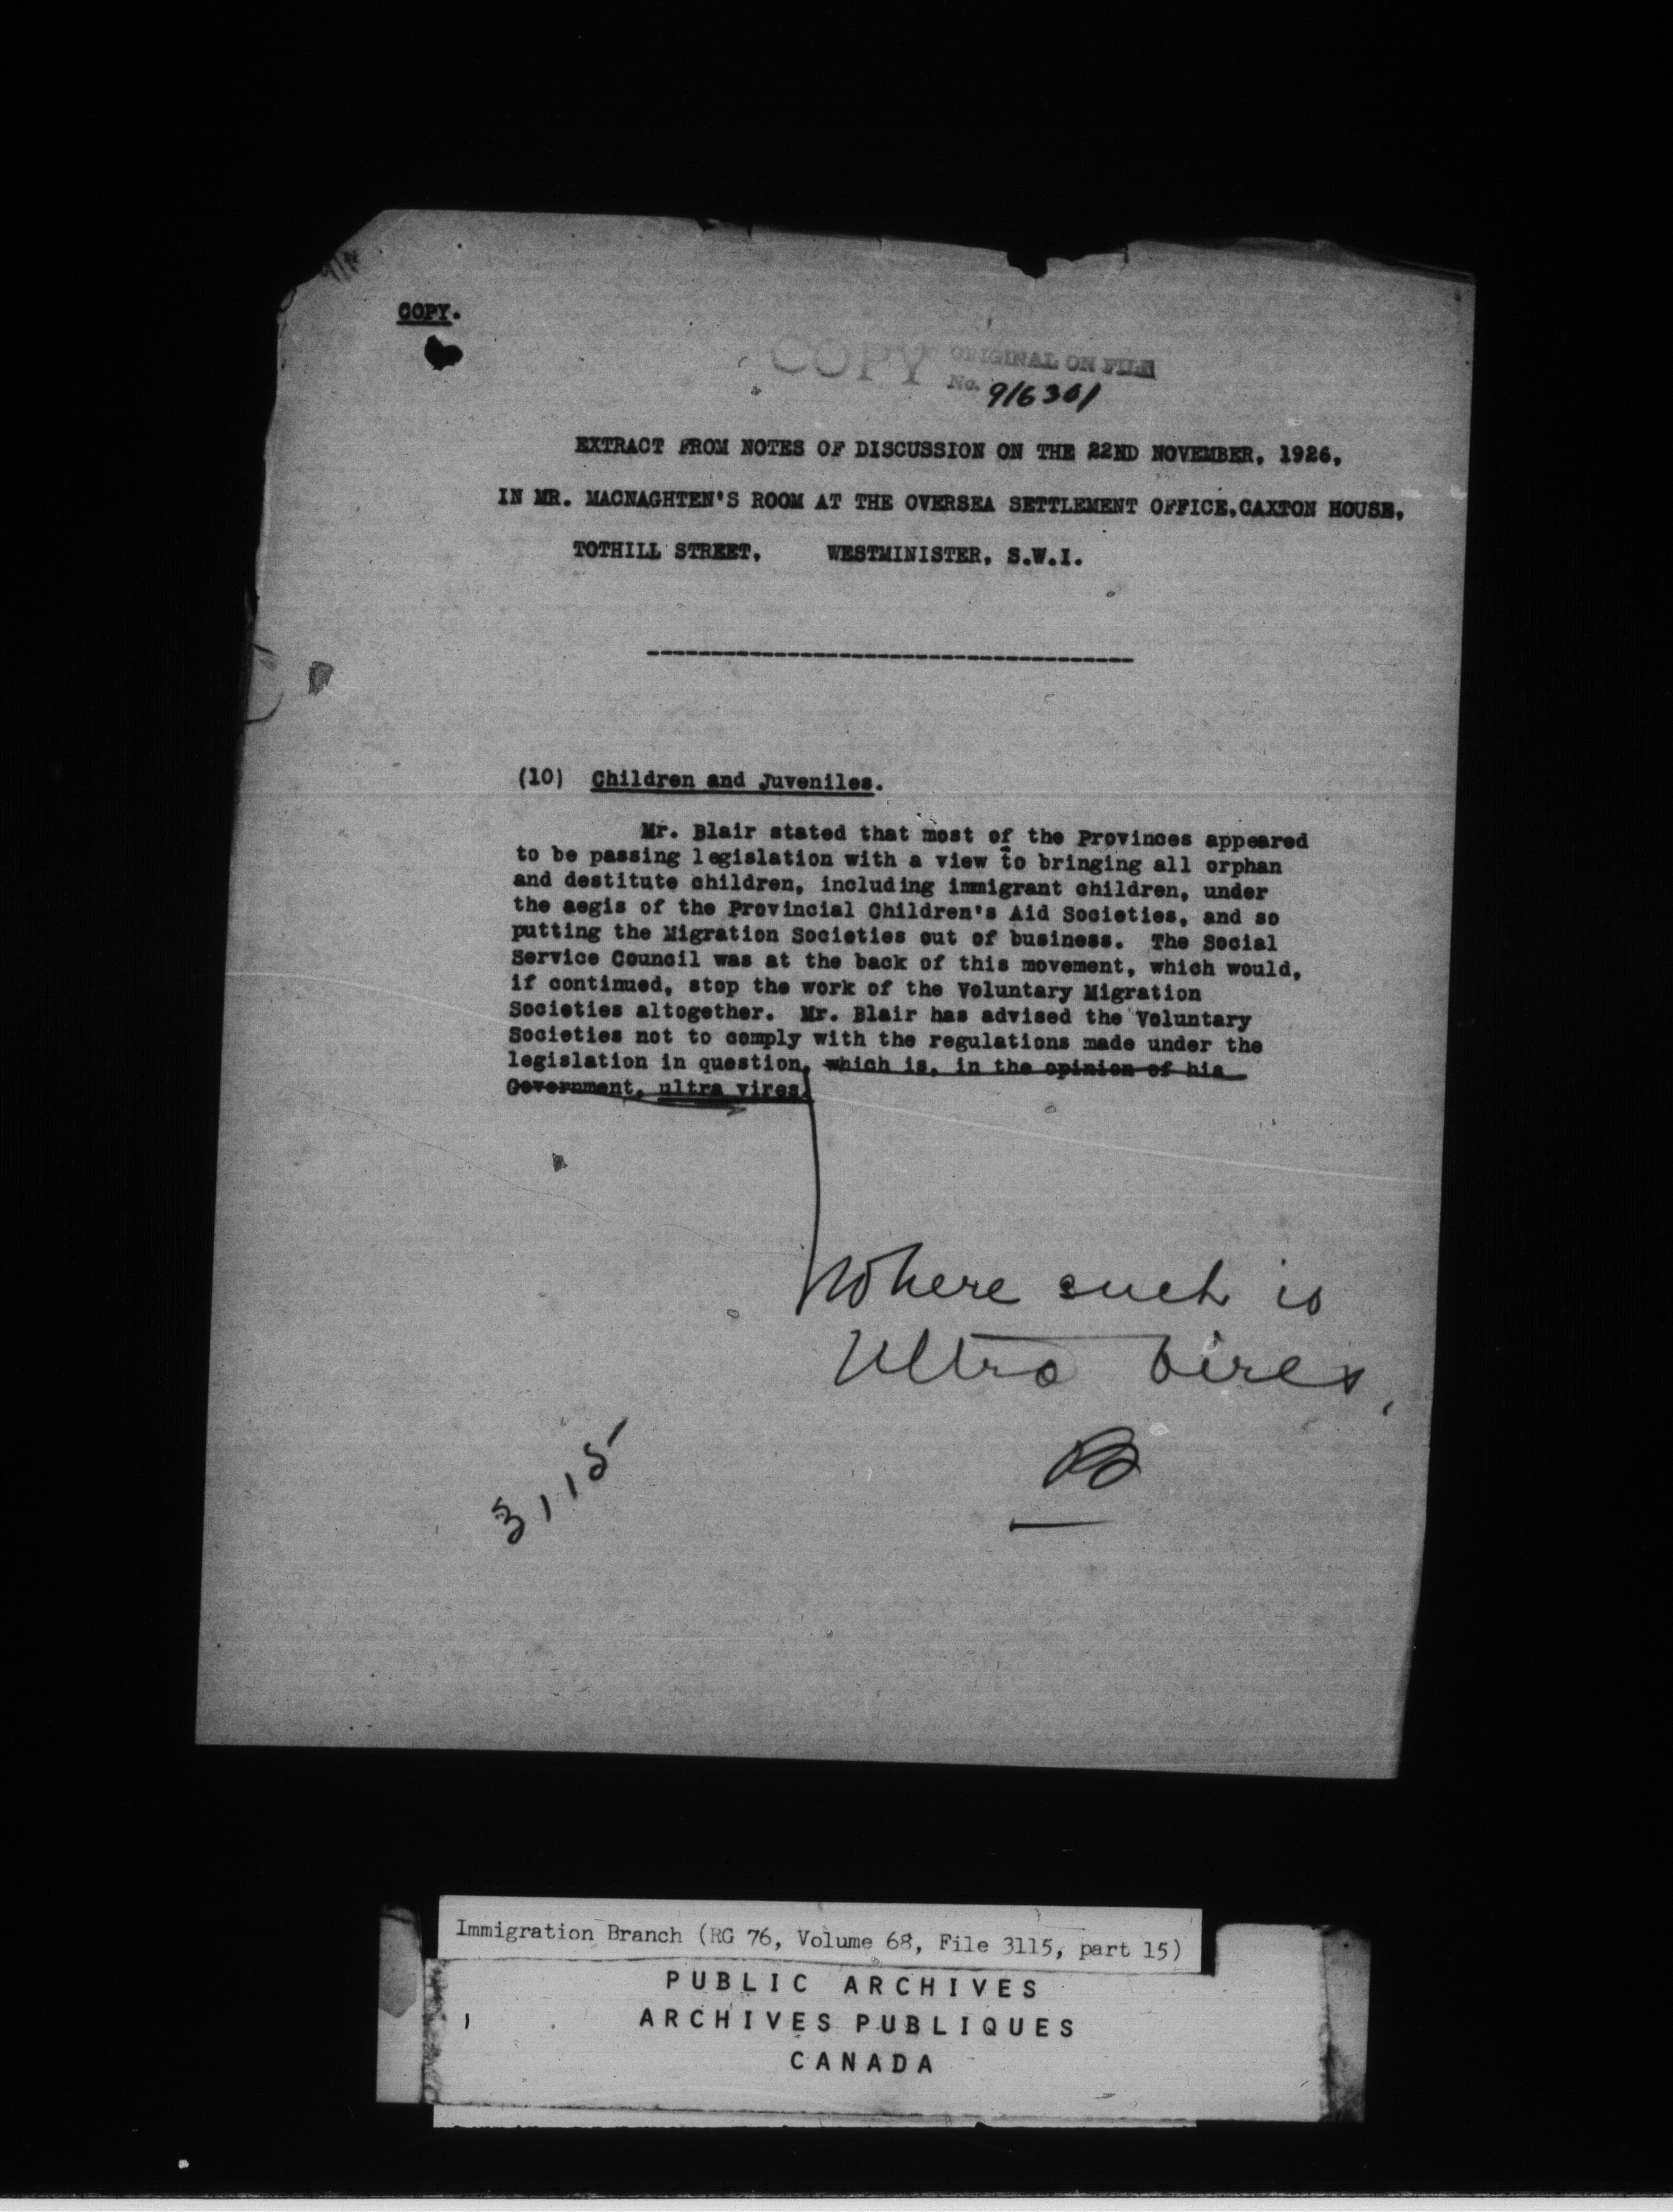 COPY.
COPY ORIGINAL ON FILE
No. 916301
EXTRACT FROM NOTES OF DISCUSSION ON THE 22ND NOVEMBER, 1926,
IN MR. MACNAGHTEN'S ROOM AT THE OVERSEA SETTLEMENT OFFICE,CAXTON HOUSE,
TOTHILL STREET, WESTMINISTER, S.W.I.
(10) Children and Juveniles.
Mr. Blair stated that most of the Provinces appeared
to be passing legislation with a view to bringing all orphan
and destitute children, including immigrant children, under
the aegis of the Provincial Children's Aid Societies, and so
putting the Migration Societies out of business. The Social
Service Council was at the back of this movement, which would,
if continued, stop the work of the Voluntary Migration
Societies altogether. Mr. Blair has advised the Voluntary
Societies not to comply with the regulations made under the
legislation in question, which is, in the opinion of his
Government, ultra vires.
Where such is
Ultra Vires,
B
3115
Immigration Branch (RG 76, Volume 68, File 3115, part 15)
PUBLIC ARCHIVES
ARCHIVES PUBLIQUES
CANADA